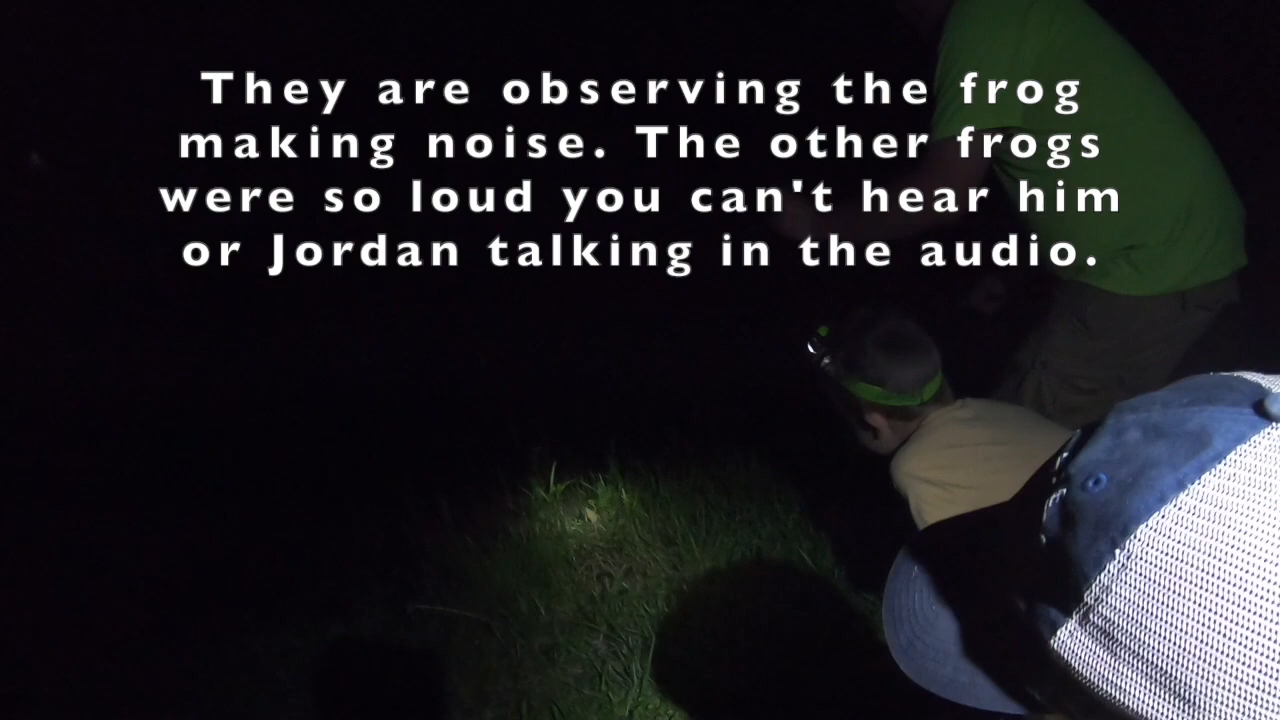 They are observing the frog
making noise. The other frogs
were so loud you can't hear him
or Jordan talking in the audio.